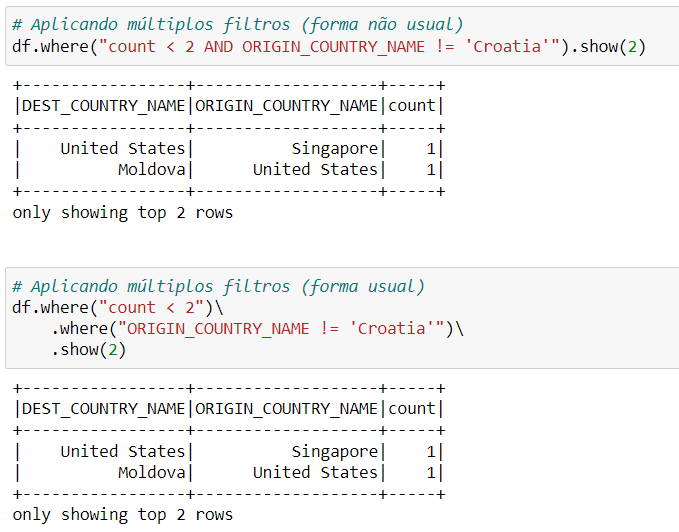 # Aplicando múltiplos filtros (forma não usual)
df.where("count < 2 AND ORIGIN_COUNTRY_NAME != 'Croatia'").show(2)
+-----------------+-------------------+-----+
|DEST_COUNTRY_NAME|ORIGIN_COUNTRY_NAME|count|
+-----------------+-------------------+-----+
|    United States|          Singapore|    1|
|          Moldova|      United States|    1|
+-----------------+-------------------+-----+
only showing top 2 rows
# Aplicando múltiplos filtros (forma usual)
df.where("count < 2")\
    .where("ORIGIN_COUNTRY_NAME != 'Croatia'")\
    .show(2)
+-----------------+-------------------+-----+
|DEST_COUNTRY_NAME|ORIGIN_COUNTRY_NAME|count|
+-----------------+-------------------+-----+
|    United States|          Singapore|    1|
|          Moldova|      United States|    1|
+-----------------+-------------------+-----+
only showing top 2 rows